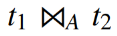 t₁ ⋈_A t₂